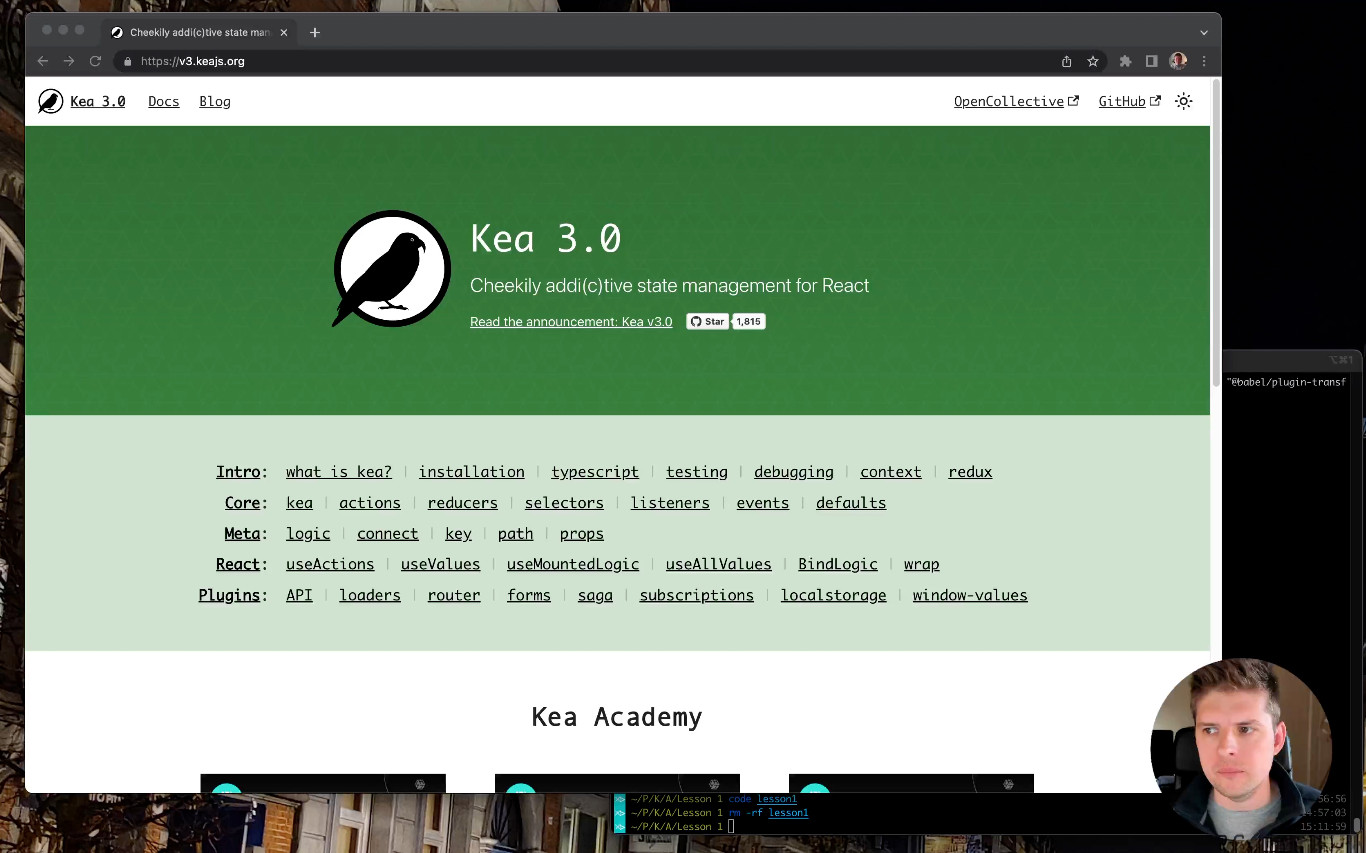 Cheekily addi(c)tive state man
https://v3.keajs.org
Kea 3.0 Docs Blog OpenCollective GitHub
Kea 3.0
Cheekily addi(c)tive state management for React
Read the announcement: Kea v3.0 Star 1,815
⌥⌘1
"@babel/plugin-transf
Intro: what is kea? | installation | typescript | testing | debugging | context | redux
Core: kea | actions | reducers | selectors | listeners | events | defaults
Meta: logic | connect | key | path | props
React: useActions | useValues | useMountedLogic | useAllValues | BindLogic | wrap
Plugins: API | loaders | router | forms | saga | subscriptions | localstorage | window-values
Kea Academy
~/P/K/A/Lesson 1 code lesson1 56:56
~/P/K/A/Lesson 1 rm -rf lesson1 4:57:03
~/P/K/A/Lesson 1 15:11:59